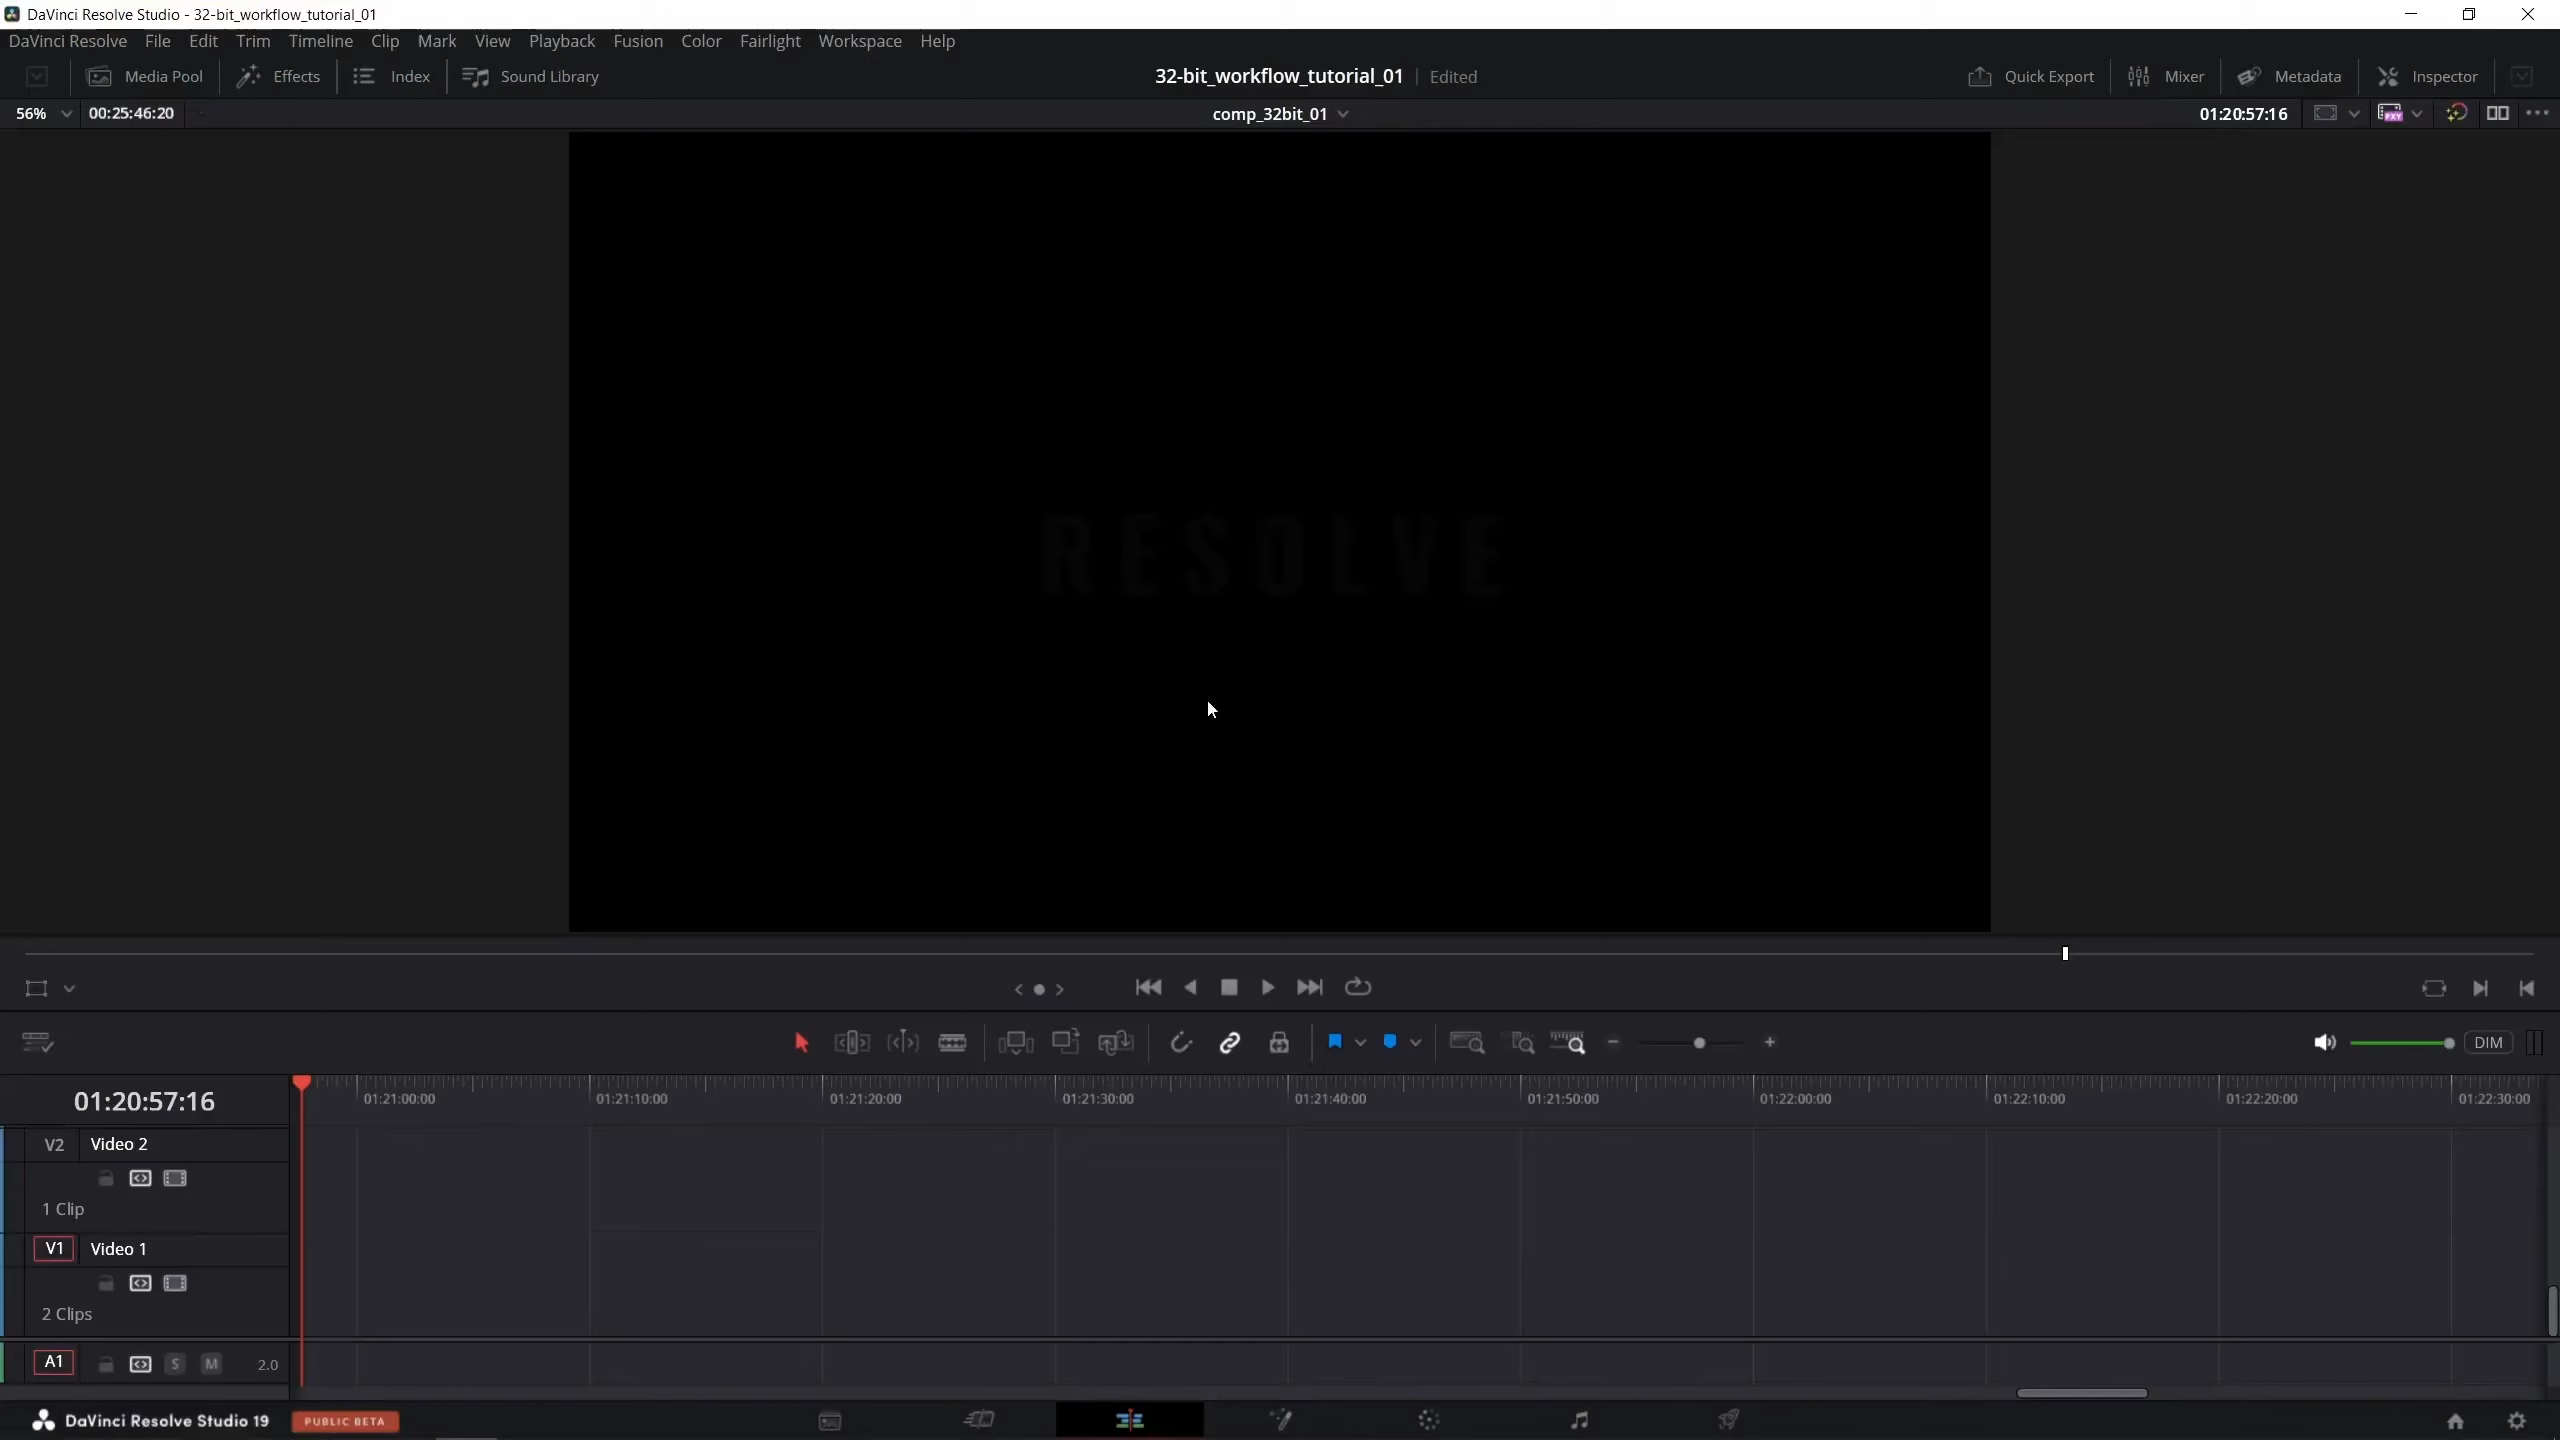 DaVinci Resolve Studio - 32-bit_workflow_tutorial_01
DaVinci Resolve File Edit Trim Timeline Clip Mark View Playback Fusion Color Fairlight Workspace Help
Media Pool Effects Index Sound Library 32-bit_workflow_tutorial_01 Edited Quick Export Mixer Metadata Inspector
56% 00:25:46:20 comp_32bit_01 01:20:57:16 PXY
RESOLVE
DIM
01:20:57:16 01:21:00:00 01:21:10:00 01:21:20:00 01:21:30:00 01:21:40:00 01:21:50:00 01:22:00:00 01:22:10:00 01:22:20:00 01:22:30:00
V2 Video 2
1 Clip
V1 Video 1
2 Clips
A1 S M 2.0
DaVinci Resolve Studio 19 PUBLIC BETA